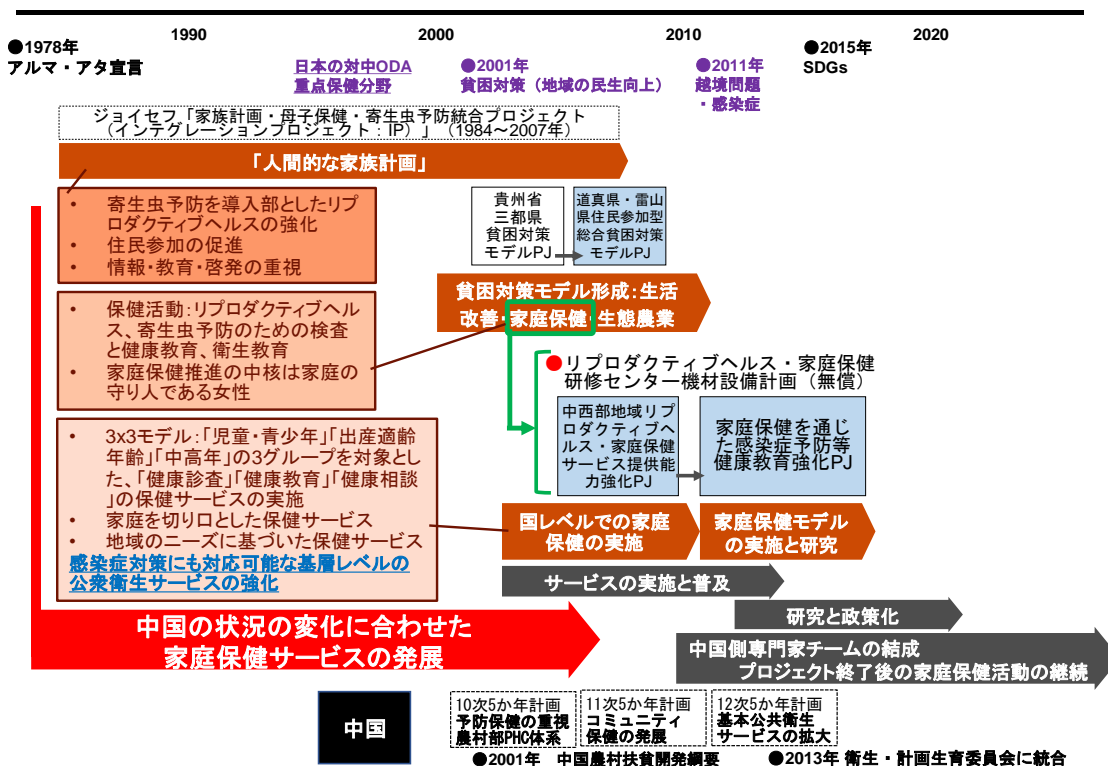 1990
2000
2010
2020
●1978年
アルマ・アタ宣言
日本の対中ODA
重点保健分野
●2001年
貧困対策（地域の民生向上）
●2011年
越境問題
・感染症
●2015年
SDGs
ジョイセフ「家族計画・母子保健・寄生虫予防統合プロジェクト
（インテグレーションプロジェクト：IP）」（1984～2007年）
「人間的な家族計画」
• 寄生虫予防を導入部としたリプ
ロダクティブヘルスの強化
• 住民参加の促進
• 情報・教育・啓発の重視
貴州省
三都県
貧困対策
モデルPJ
道真県・雷山
県住民参加型
総合貧困対策
モデルPJ
貧困対策モデル形成：生活
改善・家庭保健・生態農業
• 保健活動：リプロダクティブヘル
ス、寄生虫予防のための検査
と健康教育、衛生教育
• 家庭保健推進の中核は家庭の
守り人である女性
●リプロダクティブヘルス・家庭保健
研修センター機材設備計画（無償）
中西部地域リプ
ロダクティブヘ
ルス・家庭保健
サービス提供能
力強化PJ
家庭保健を通じ
た感染症予防等
健康教育強化PJ
• 3x3モデル：「児童・青少年」「出産適齢
年齢」「中高年」の3グループを対象とし
た、「健康診査」「健康教育」「健康相談
」の保健サービスの実施
• 家庭を切り口とした保健サービス
• 地域のニーズに基づいた保健サービス
感染症対策にも対応可能な基層レベルの
公衆衛生サービスの強化
国レベルでの家庭
保健の実施
家庭保健モデル
の実施と研究
サービスの実施と普及
研究と政策化
中国の状況の変化に合わせた
家庭保健サービスの発展
中国側専門家チームの結成
プロジェクト終了後の家庭保健活動の継続
中国
10次5か年計画
予防保健の重視
農村部PHC体系
11次5か年計画
コミュニティ
保健の発展
12次5か年計画
基本公共衛生
サービスの拡大
●2001年 中国農村扶貧開発綱要
●2013年 衛生・計画生育委員会に統合